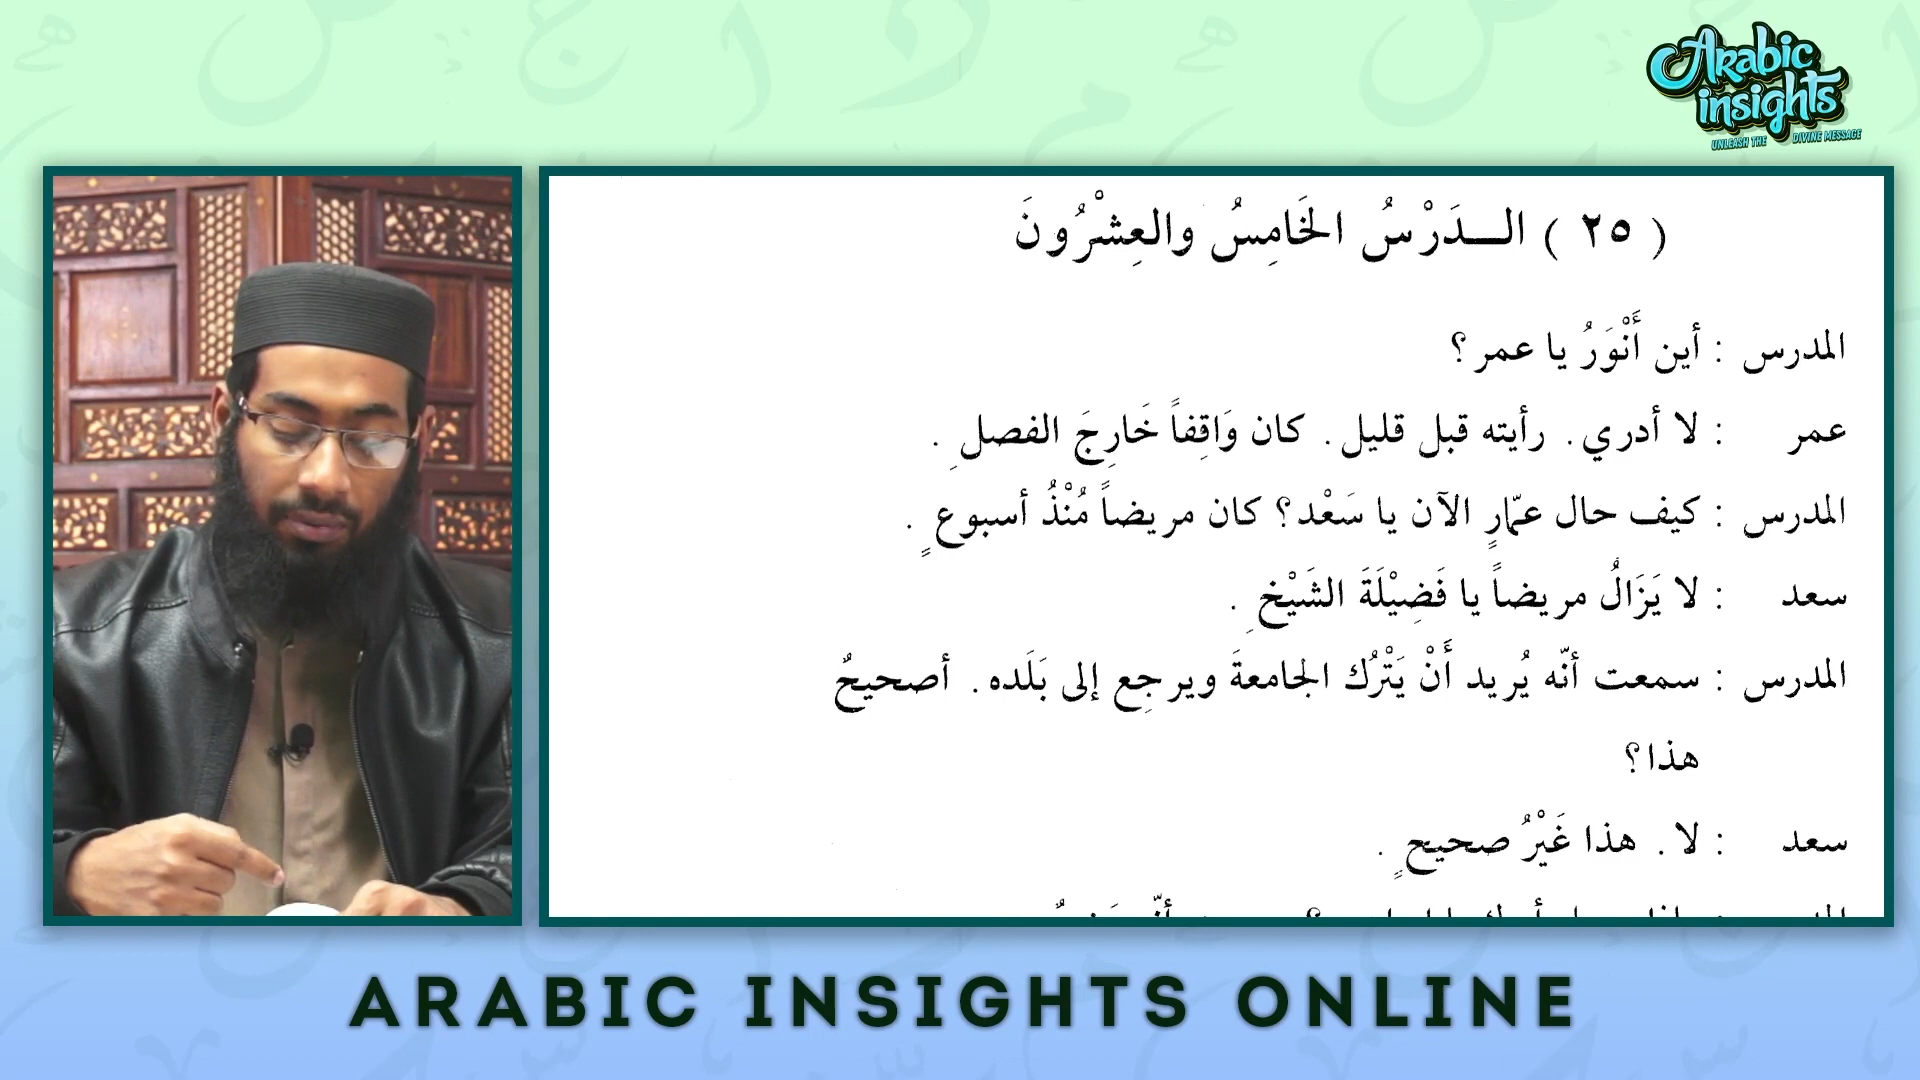 Arabic
insights
UNLEASH THE DIVINE MESSAGE
( ٢٥ ) الـــدَرْسُ الخَامِسُ والعِشْرُونَ
المدرس : أين أَنْوَرُ يا عمر ؟
عمر : لا أدري . رأيته قبل قليل . كان وَاقِفاً خَارِجَ الفصلِ .
المدرس : كيف حال عمّارٍ الآن يا سَعْد ؟ كان مريضاً مُنْذُ أسبوعٍ .
سعد : لا يَزَالُ مريضاً يا فَضِيْلَةَ الشَيْخِ .
المدرس : سمعت أنّه يُريد أَنْ يَتْرُك الجامعةَ ويرجِع إلى بَلَده . أصحيحٌ
هذا ؟
سعد : لا . هذا غَيْرُ صحيحٍ .
ARABIC INSIGHTS ONLINE